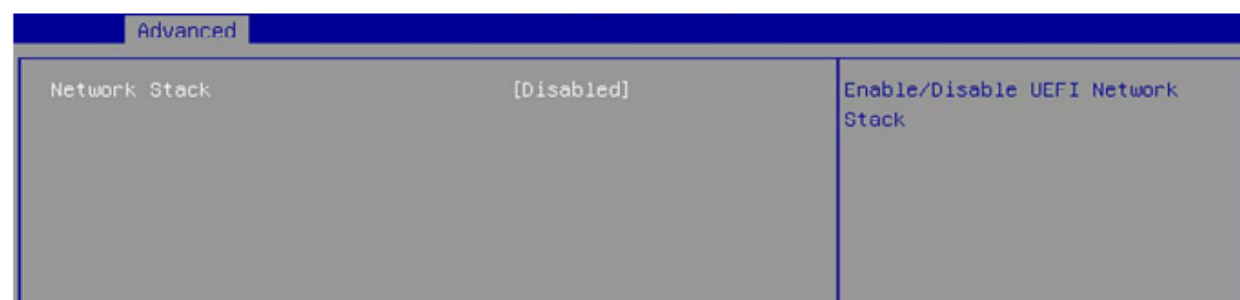 Advanced
Network Stack [Disabled]
Enable/Disable UEFI Network
Stack